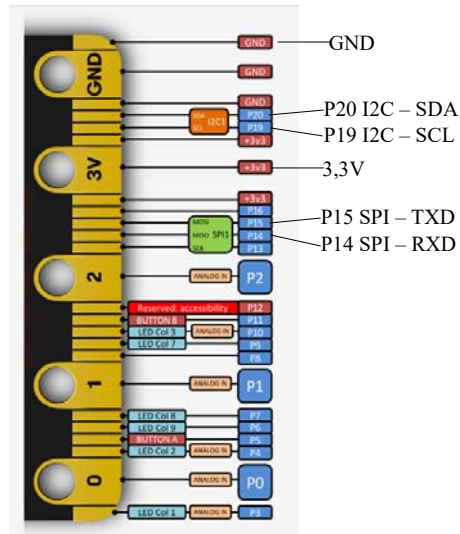 GND GND
GND
GND
GND
SDA I2C1 P20 P20 I2C – SDA
SCL P19 P19 I2C – SCL
+3v3
3V +3v3 3,3V
+3v3
P16
MOSI P15 P15 SPI – TXD
MISO SPI1 P14 P14 SPI – RXD
SCK P13
2 ANALOG IN P2
Reserved: accessibility P12
BUTTON B P11
LED Col 3 ANALOG IN P10
LED Col 7 P9
P8
1 ANALOG IN P1
LED Col 8 P7
LED Col 9 P6
BUTTON A P5
LED Col 2 ANALOG IN P4
0 ANALOG IN P0
LED Col 1 ANALOG IN P3